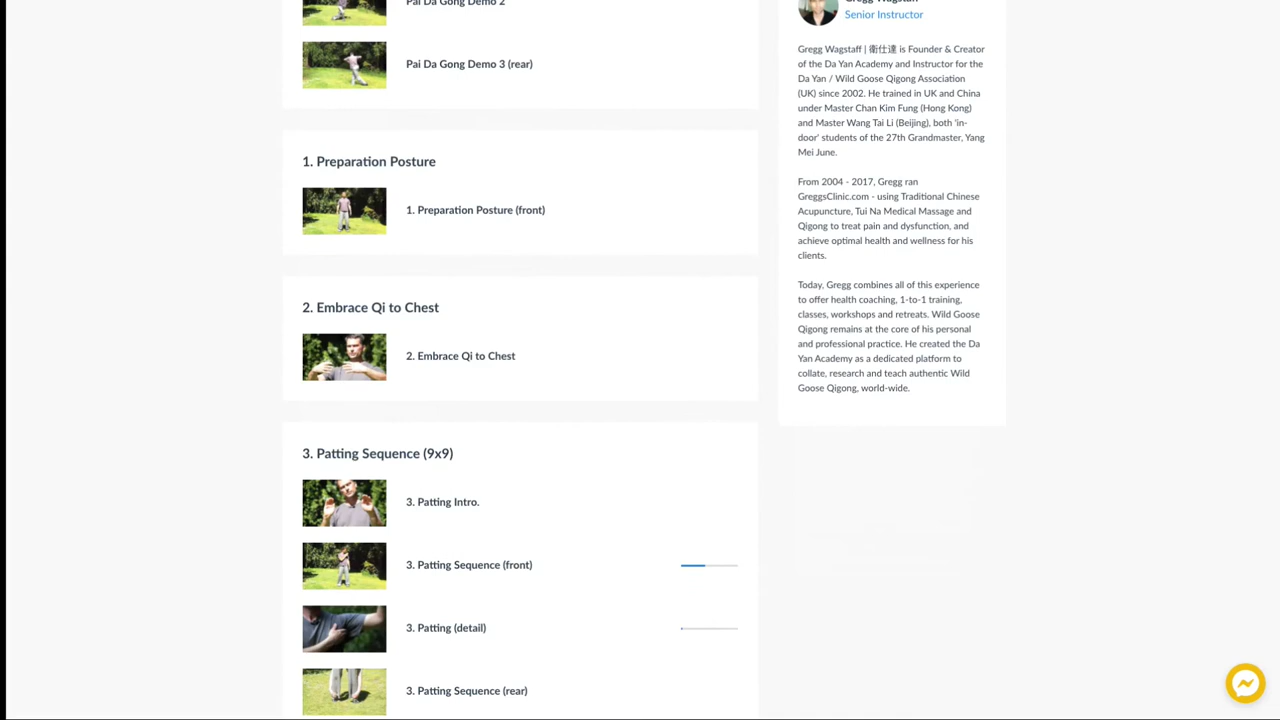 Pai Da Gong Demo 2
Pai Da Gong Demo 3 (rear)
1. Preparation Posture
1. Preparation Posture (front)
2. Embrace Qi to Chest
2. Embrace Qi to Chest
3. Patting Sequence (9x9)
3. Patting Intro.
3. Patting Sequence (front)
3. Patting (detail)
3. Patting Sequence (rear)
Gregg Wagstaff
Senior Instructor
Gregg Wagstaff | 衛仕達 is Founder & Creator
of the Da Yan Academy and Instructor for the
Da Yan / Wild Goose Qigong Association
(UK) since 2002. He trained in UK and China
under Master Chan Kim Fung (Hong Kong)
and Master Wang Tai Li (Beijing), both 'in-
door' students of the 27th Grandmaster, Yang
Mei June.
From 2004 - 2017, Gregg ran
GreggsClinic.com - using Traditional Chinese
Acupuncture, Tui Na Medical Massage and
Qigong to treat pain and dysfunction, and
achieve optimal health and wellness for his
clients.
Today, Gregg combines all of this experience
to offer health coaching, 1-to-1 training,
classes, workshops and retreats. Wild Goose
Qigong remains at the core of his personal
and professional practice. He created the Da
Yan Academy as a dedicated platform to
collate, research and teach authentic Wild
Goose Qigong, world-wide.